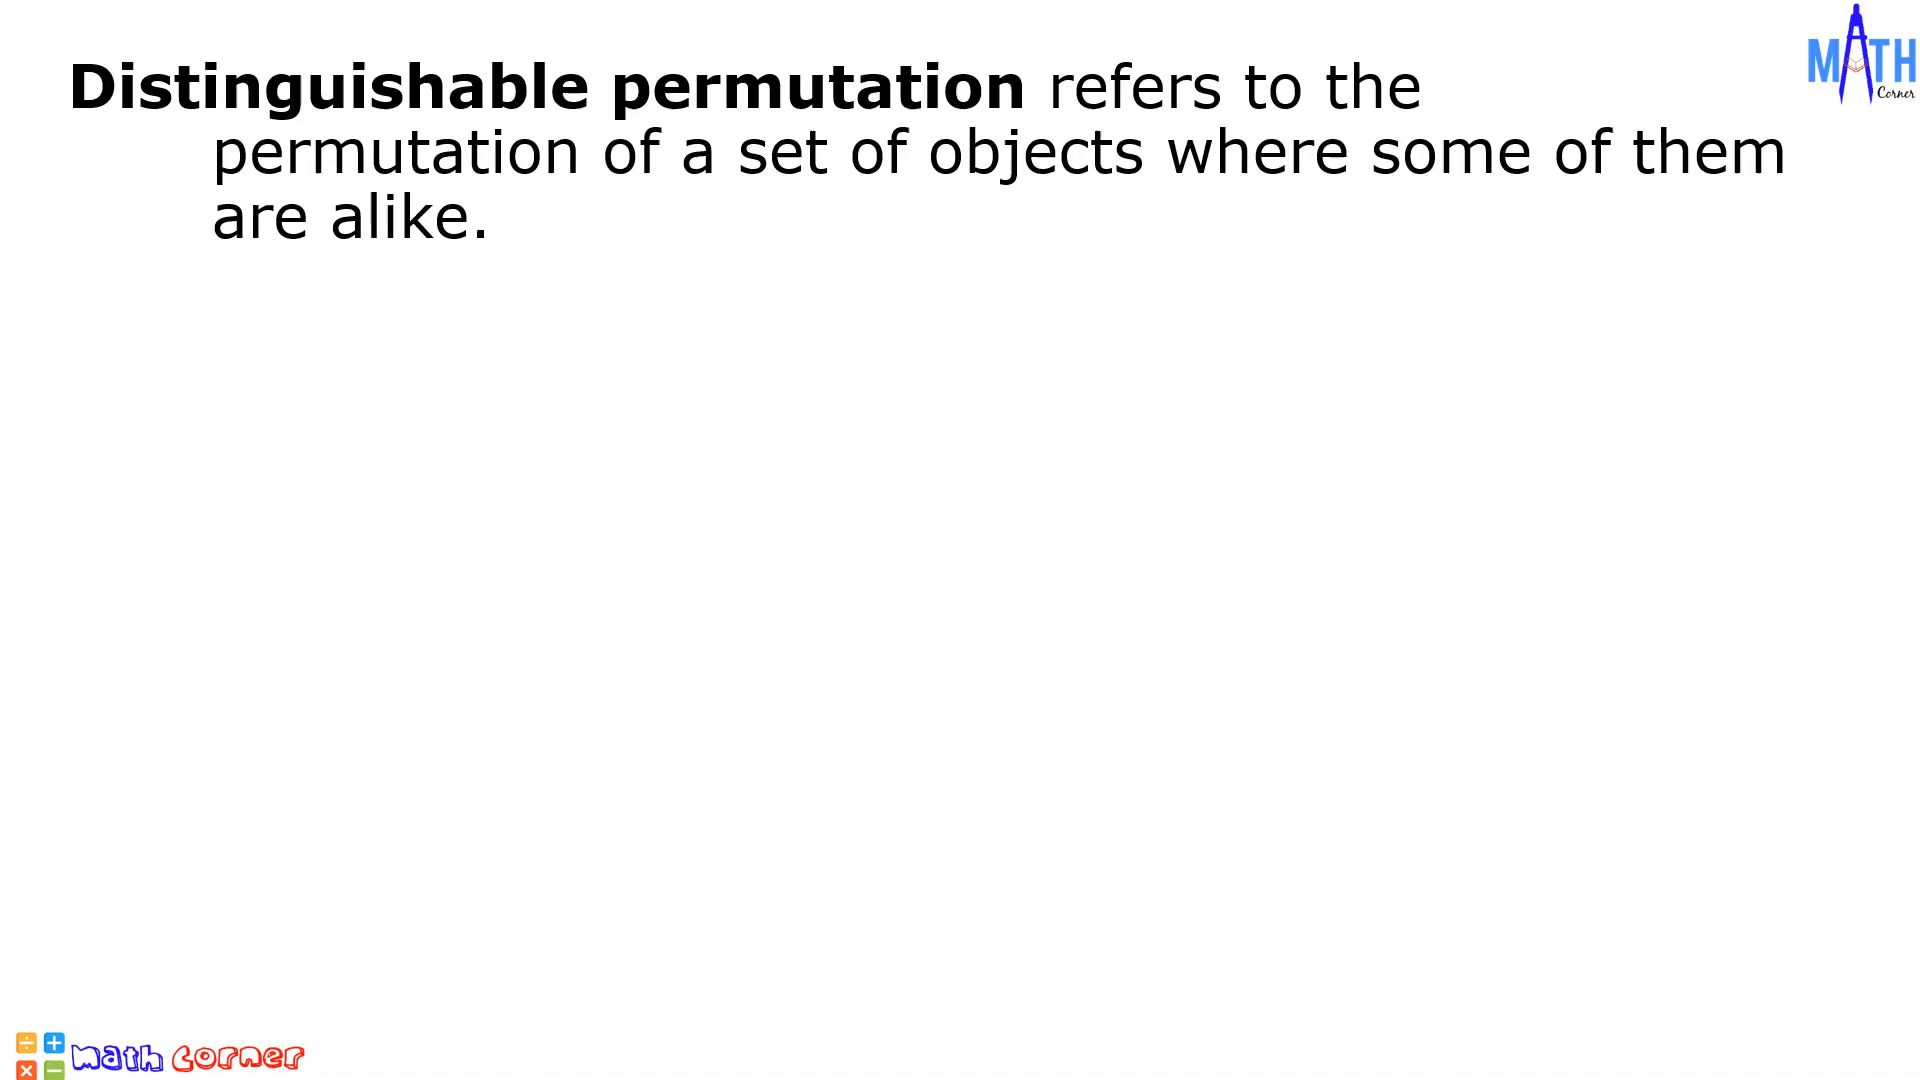 Distinguishable permutation refers to the
permutation of a set of objects where some of them
are alike.
MATH
Corner
math corner